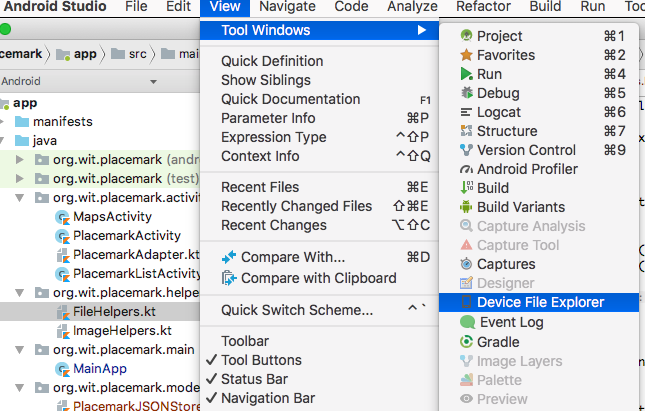 Android Studio File Edit View Navigate Code Analyze Refactor Build Run
acemark app src mai
Android
app
manifests
java
org.wit.placemark (andr
org.wit.placemark (test)
org.wit.placemark.activit
MapsActivity
PlacemarkActivity
PlacemarkAdapter.kt
PlacemarkListActivity
org.wit.placemark.helpe
FileHelpers.kt
ImageHelpers.kt
org.wit.placemark.main
MainApp
org.wit.placemark.mode
PlacemarkJSONStore
Tool Windows
Quick Definition
Show Siblings
Quick Documentation F1
Parameter Info ⌘P
Expression Type ⌃⇧P
Context Info ⌃⇧Q
Recent Files ⌘E
Recently Changed Files ⇧⌘E
Recent Changes ⌥⇧C
Compare With... ⌘D
Compare with Clipboard
Quick Switch Scheme... ⌃`
Toolbar
✓ Tool Buttons
✓ Status Bar
✓ Navigation Bar
Project ⌘1
Favorites ⌘2
Run ⌘4
Debug ⌘5
Logcat ⌘6
Structure ⌘7
Version Control ⌘9
Android Profiler
Build
Build Variants
Capture Analysis
Capture Tool
Captures
Designer
Device File Explorer
Event Log
Gradle
Image Layers
Palette
Preview